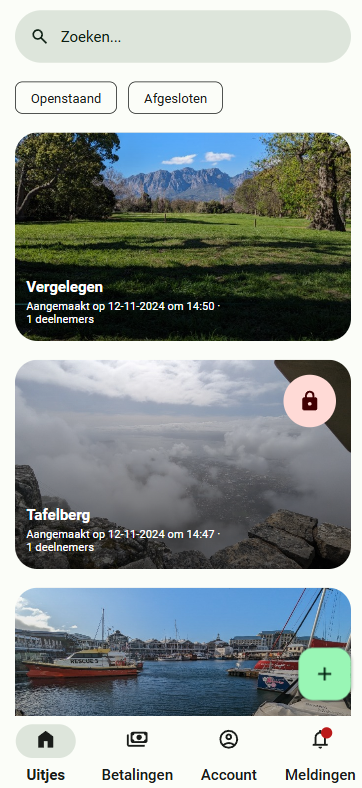 Zoeken...
Openstaand
Afgesloten
Vergelegen
Aangemaakt op 12-11-2024 om 14:50 ·
1 deelnemers
Tafelberg
Aangemaakt op 12-11-2024 om 14:47 ·
1 deelnemers
RESCUE 3
Uitjes
Betalingen
Account
Meldingen